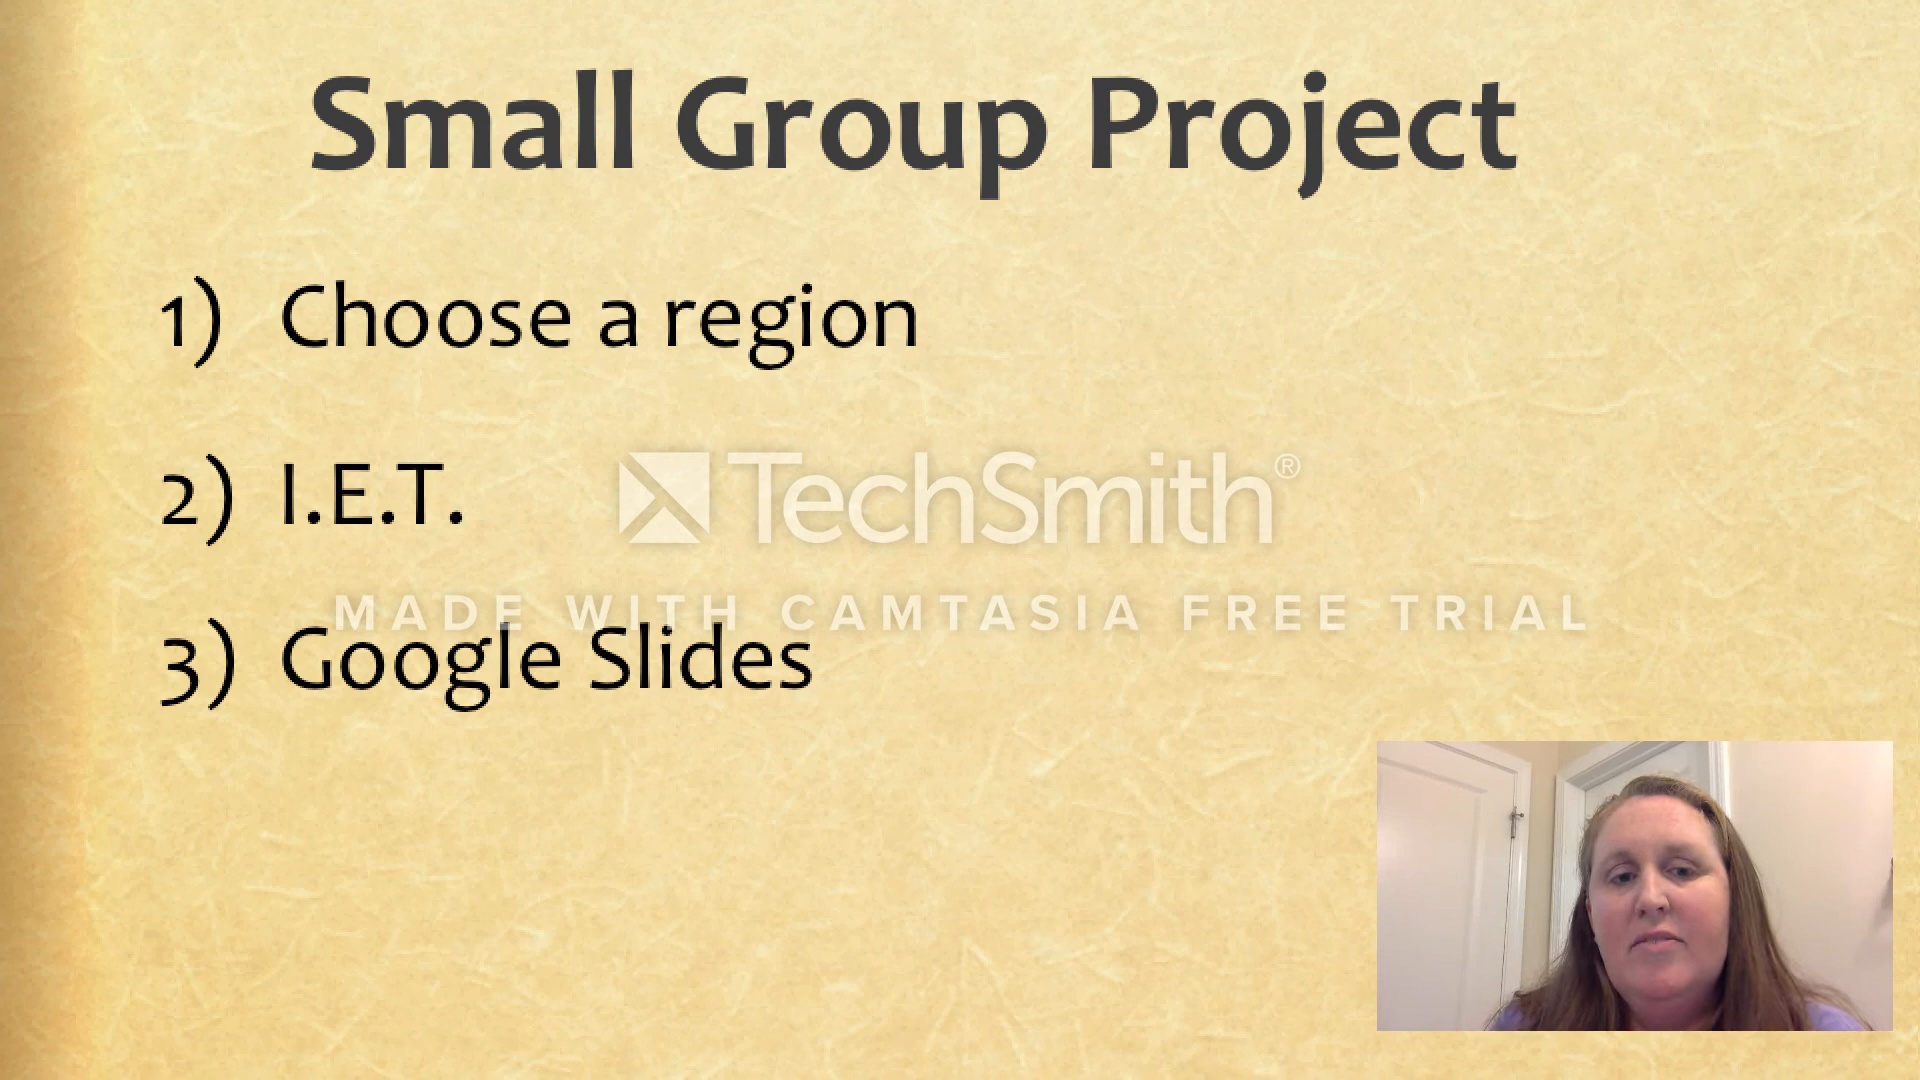 Small Group Project
1) Choose a region
2) I.E.T.
TechSmith®
MADE WITH CAMTASIA FREE TRIAL
3) Google Slides